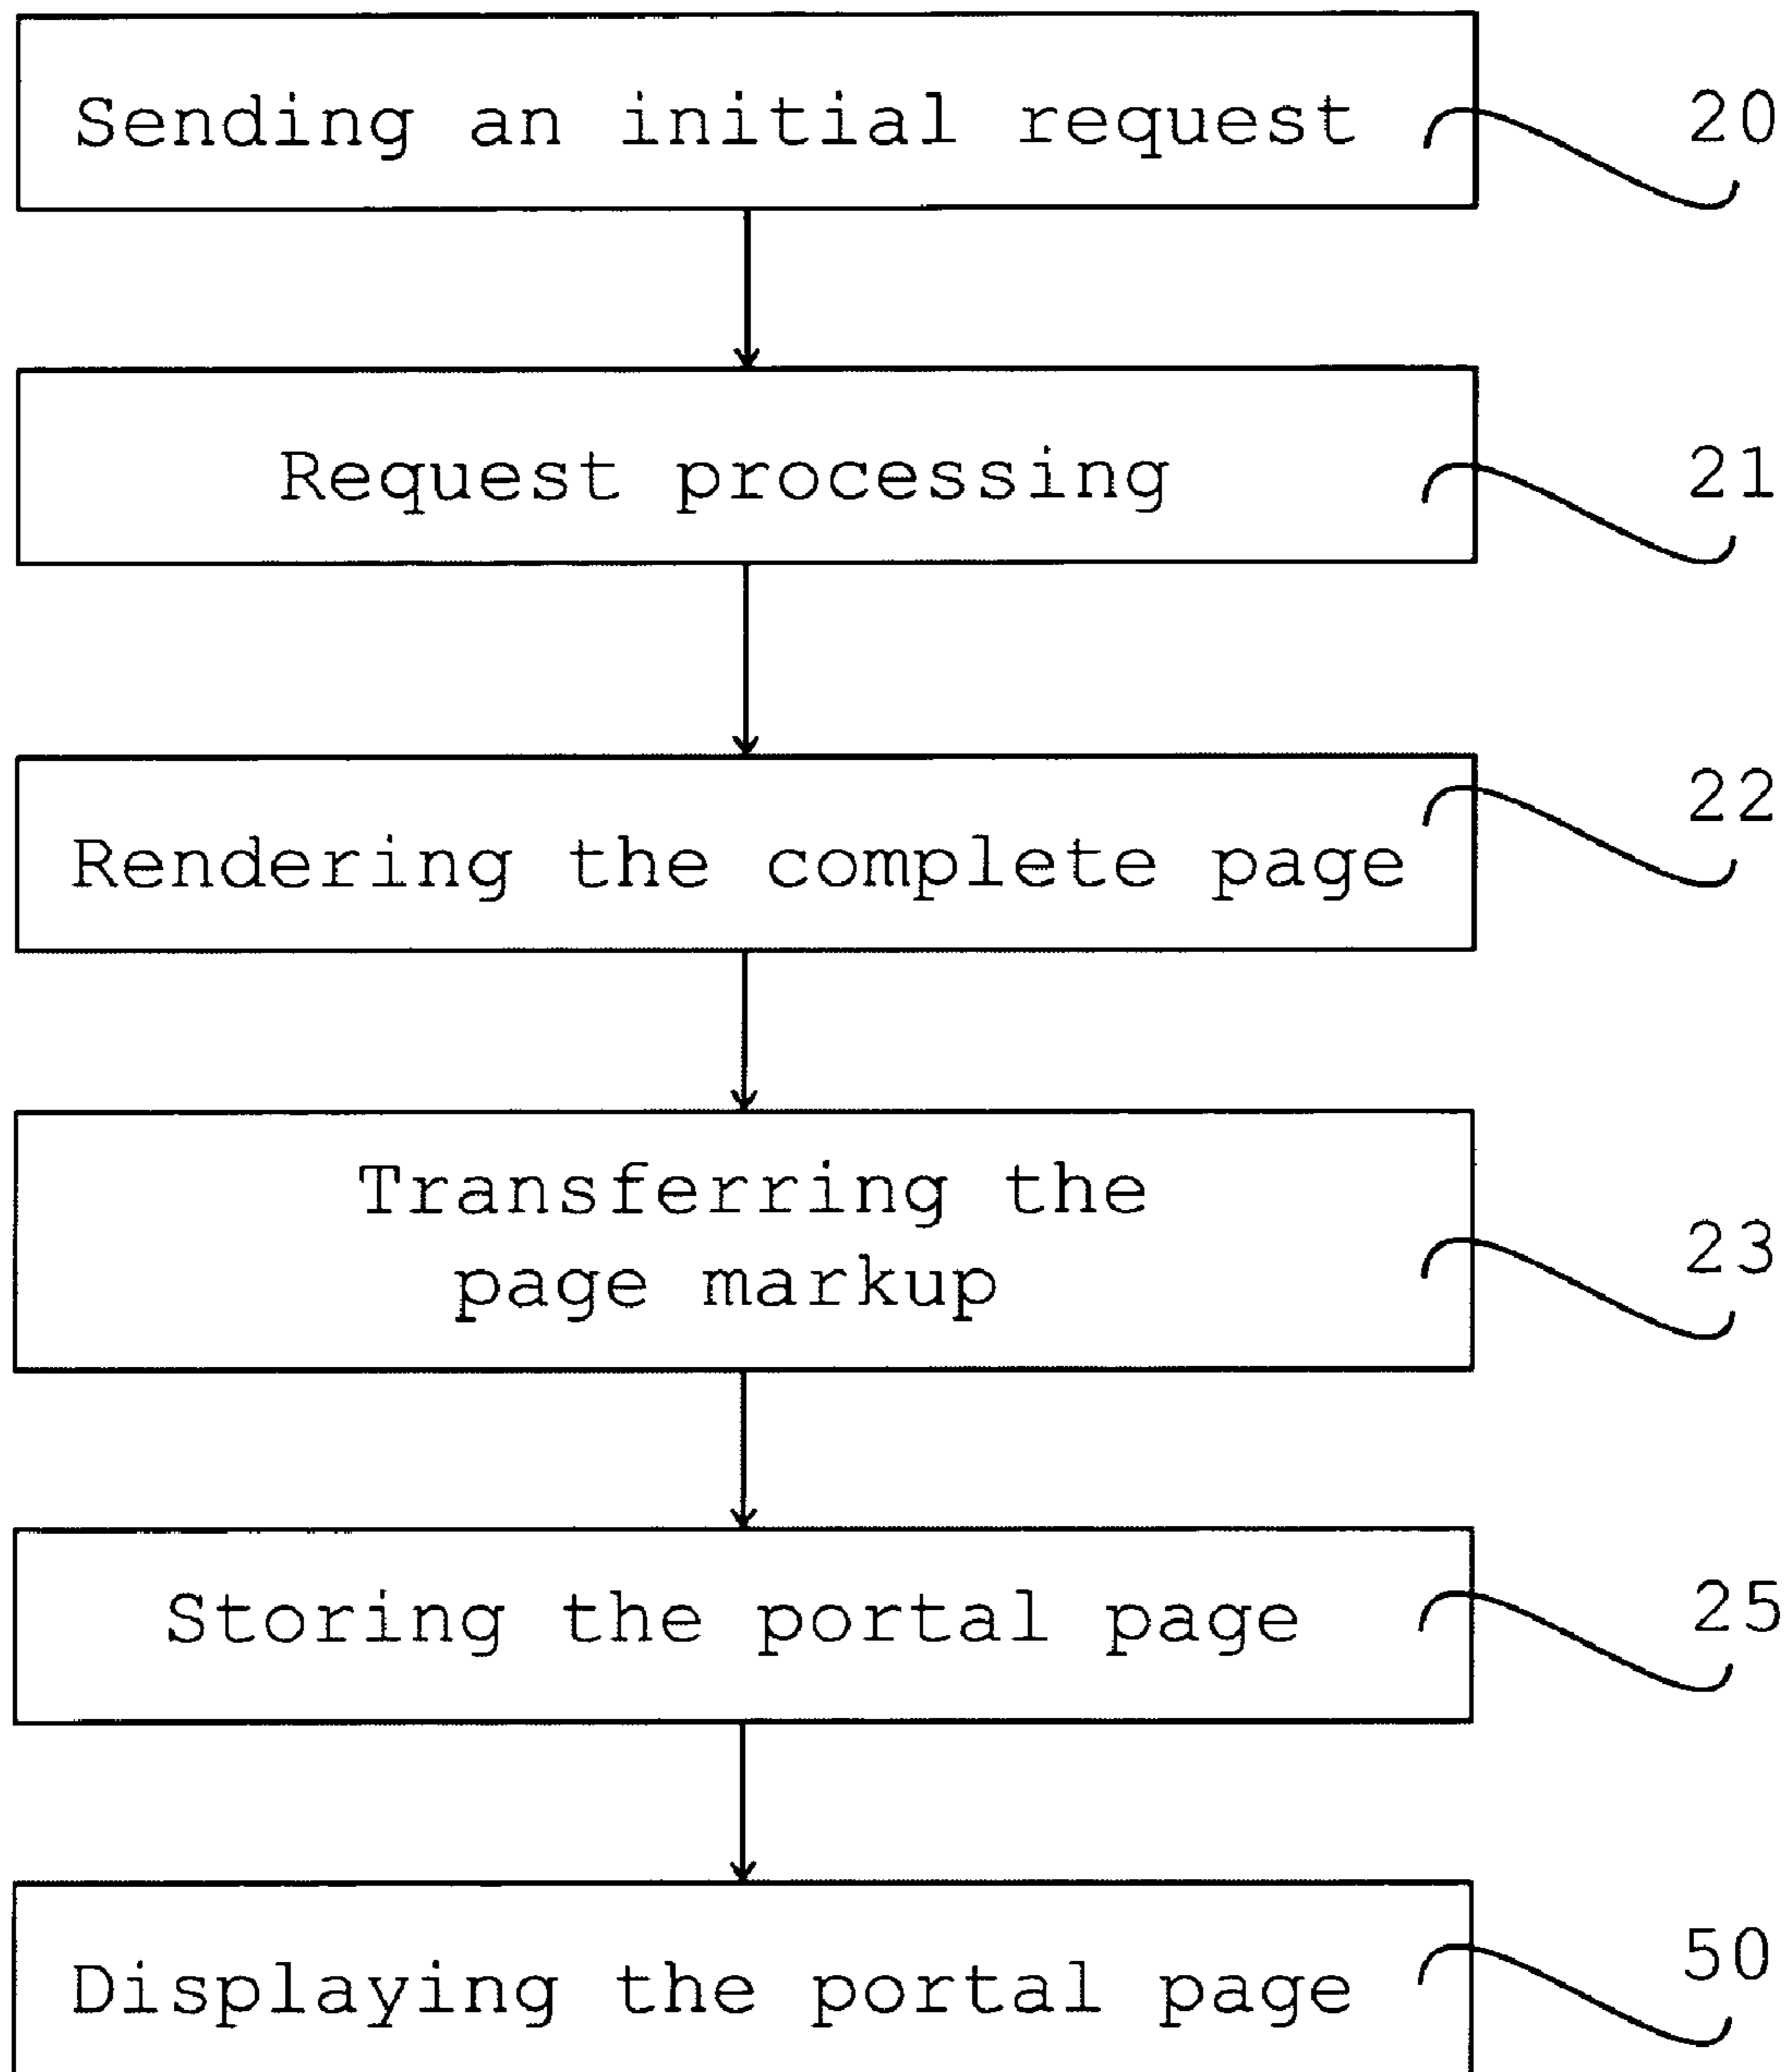 Sending an initial request
20
Request processing
21
Rendering the complete page
22
Transferring the
page markup
23
Storing the portal page
25
Displaying the portal page
50